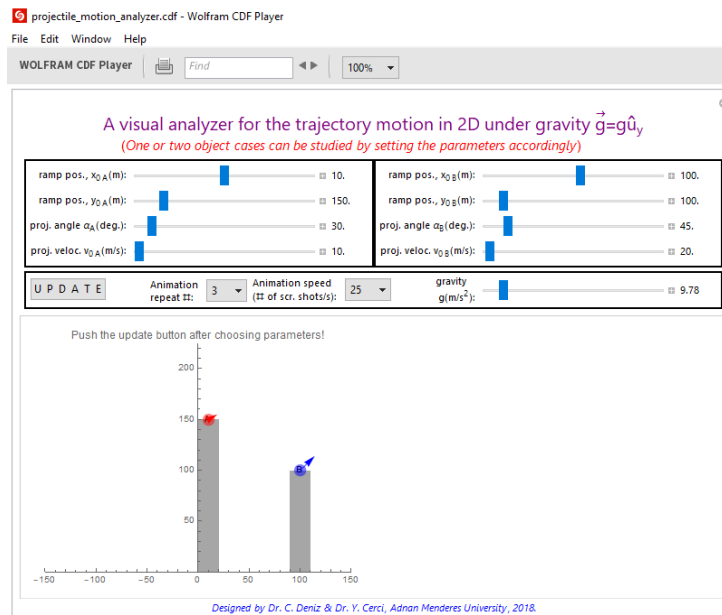 projectile_motion_analyzer.cdf - Wolfram CDF Player
File Edit Window Help
WOLFRAM CDF Player Find 100%
A visual analyzer for the trajectory motion in 2D under gravity g⃗=gûy
(One or two object cases can be studied by setting the parameters accordingly)
ramp pos., x0 A(m): 10.
ramp pos., y0 A(m): 150.
proj. angle αA(deg.): 30.
proj. veloc. v0 A(m/s): 10.
ramp pos., x0 B(m) 100.
ramp pos., y0 B(m) 100.
proj. angle αB(deg.): 45.
proj. veloc. v0 B(m/s): 20.
U P D A T E
Animation repeat #: 3
Animation speed (# of scr. shots/s): 25
gravity g(m/s²): 9.78
Push the update button after choosing parameters!
200
150
B
100
50
-150 -100 -50 0 50 100 150
Designed by Dr. C. Deniz & Dr. Y. Cerci, Adnan Menderes University, 2018.